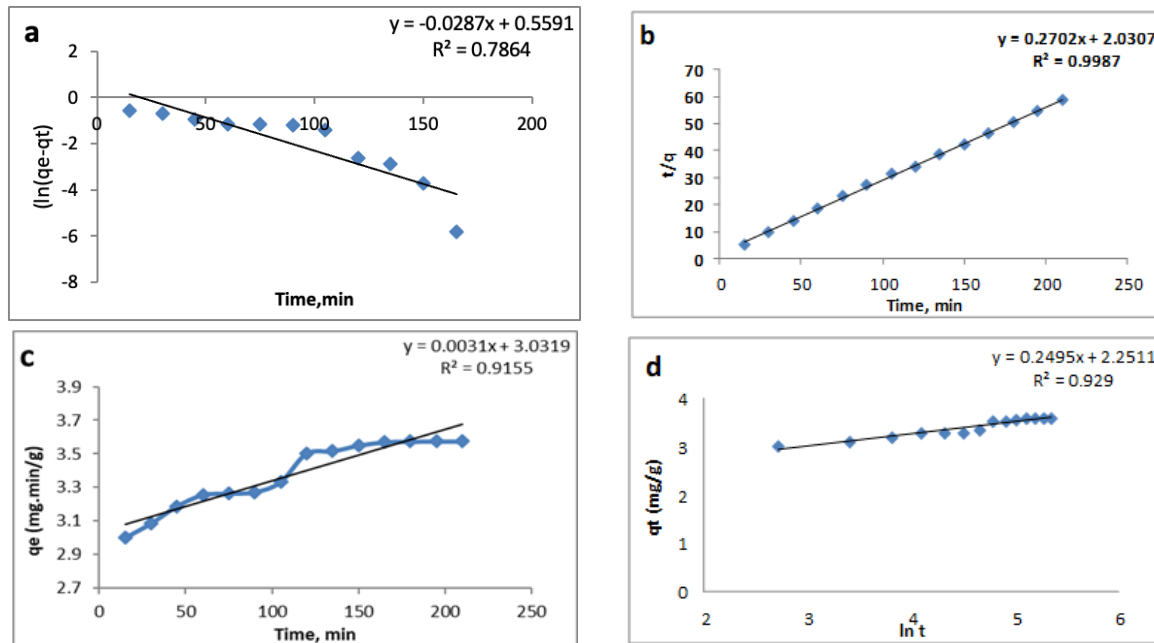 a
y = -0.0287x + 0.5591
R² = 0.7864
2
0
-2
-4
-6
-8
0
50
100
150
200
(ln(qe-qt)
Time,min
b
y = 0.2702x + 2.0307
R² = 0.9987
70
60
50
40
30
20
10
0
0
50
100
150
200
250
t/q
Time, min
c
y = 0.0031x + 3.0319
R² = 0.9155
3.9
3.7
3.5
3.3
3.1
2.9
2.7
0
50
100
150
200
250
qe (mg.min/g)
Time, min
d
y = 0.2495x + 2.2511
R² = 0.929
4
3
2
1
0
2
3
4
5
6
qt (mg/g)
ln t